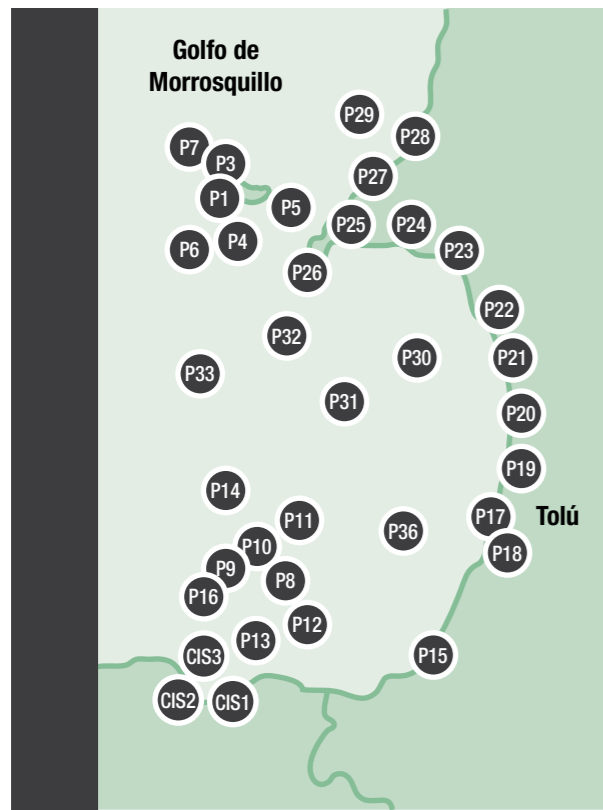 Golfo de
Morrosquillo
P29
P28
P7
P3
P27
P1
P5
P25
P24
P4
P6
P23
P26
P22
P32
P30
P21
P33
P31
P20
P19
P14
P11
P17
Tolú
P36
P10
P18
P9
P8
P16
P12
P13
CIS3
P15
CIS2
CIS1